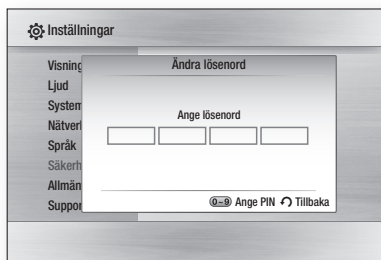 Inställningar
Ändra lösenord
Visning
Ljud
System
Ange lösenord
Nätverk
Språk
Säkerh
Allmän
Suppor
0~9 Ange PIN Tillbaka